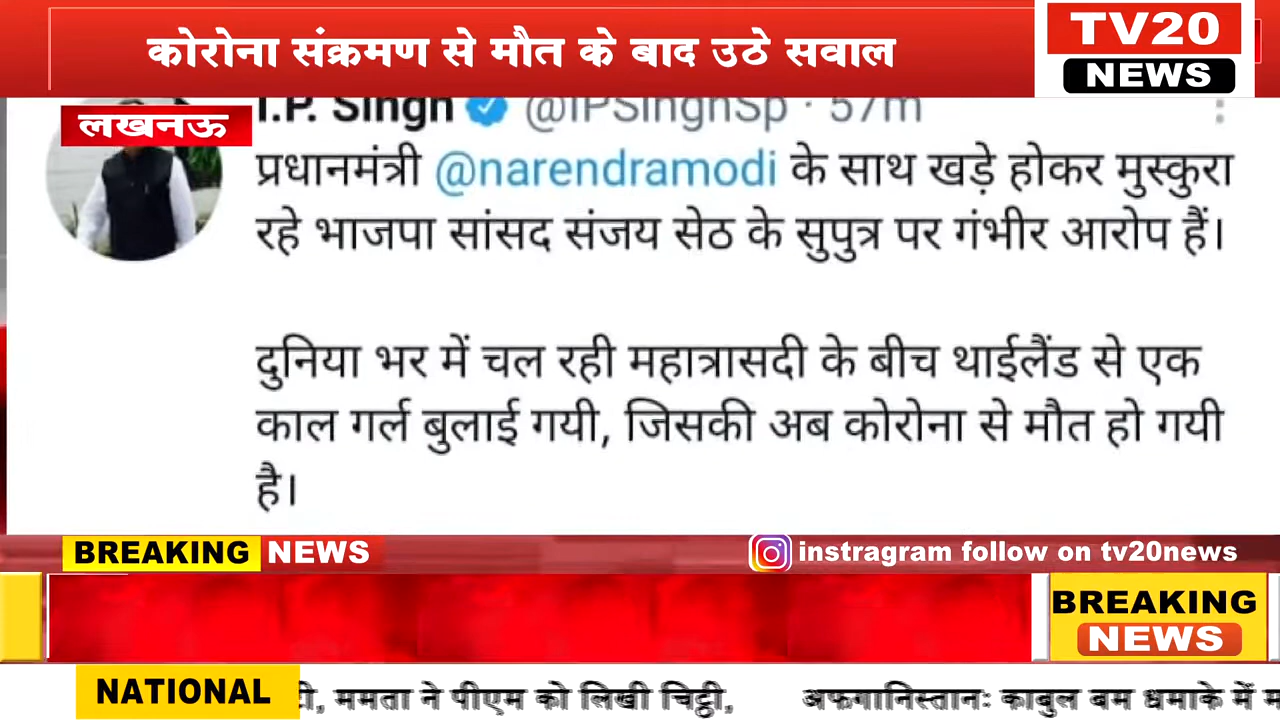 कोरोना संक्रमण से मौत के बाद उठे सवाल
TV20
NEWS
लखनऊ
I.P. Singh @IPSinghSp · 57m
प्रधानमंत्री @narendramodi के साथ खड़े होकर मुस्कुरा
रहे भाजपा सांसद संजय सेठ के सुपुत्र पर गंभीर आरोप हैं।
दुनिया भर में चल रही महात्रासदी के बीच थाईलैंड से एक
काल गर्ल बुलाई गयी, जिसकी अब कोरोना से मौत हो गयी
है।
BREAKING NEWS
instragram follow on tv20news
BREAKING
NEWS
NATIONAL
ममता ने पीएम को लिखी चिट्ठी, अफगानिस्तान: काबुल बम धमाके में